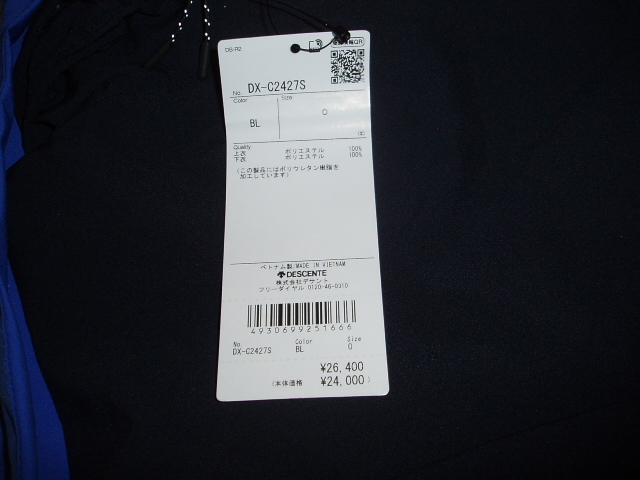 DB-R2
No. DX-C2427S
Color Size
BL O
Quality
上衣 ポリエステル 100%
下衣 ポリエステル 100%
(この製品にはポリウレタン樹脂を
加工しています)
ベトナム製/MADE IN VIETNAM
DESCENTE
株式会社デサント
フリーダイヤル 0120-46-0310
4930699251666
No. Color Size
DX-C2427S BL O
¥26,400
(本体価格 ¥24,000)